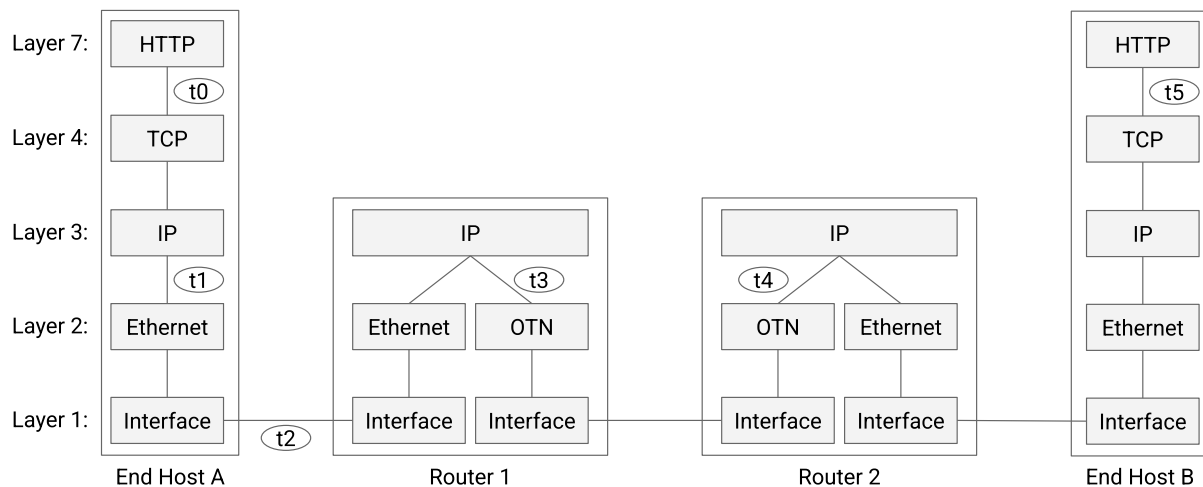 Layer 7: HTTP HTTP
t0 t5
Layer 4: TCP TCP
Layer 3: IP IP IP IP
t1 t3 t4
Layer 2: Ethernet Ethernet OTN OTN Ethernet Ethernet
Layer 1: Interface Interface Interface Interface Interface Interface
t2
End Host A Router 1 Router 2 End Host B